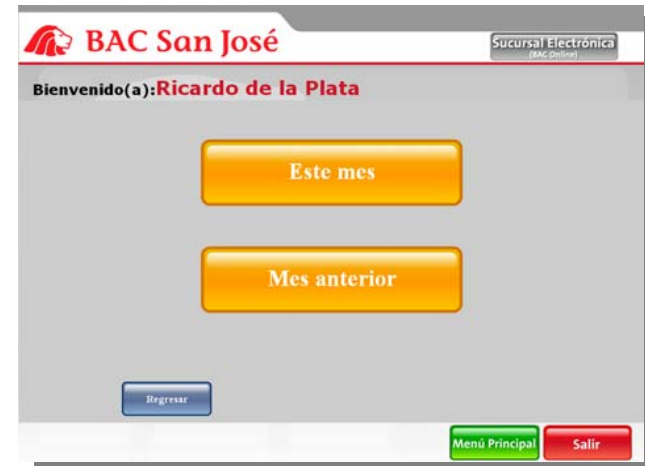 BAC San José
Sucursal Electrónica
(BAC Online)
Bienvenido(a):Ricardo de la Plata
Este mes
Mes anterior
Regresar
Menú Principal
Salir